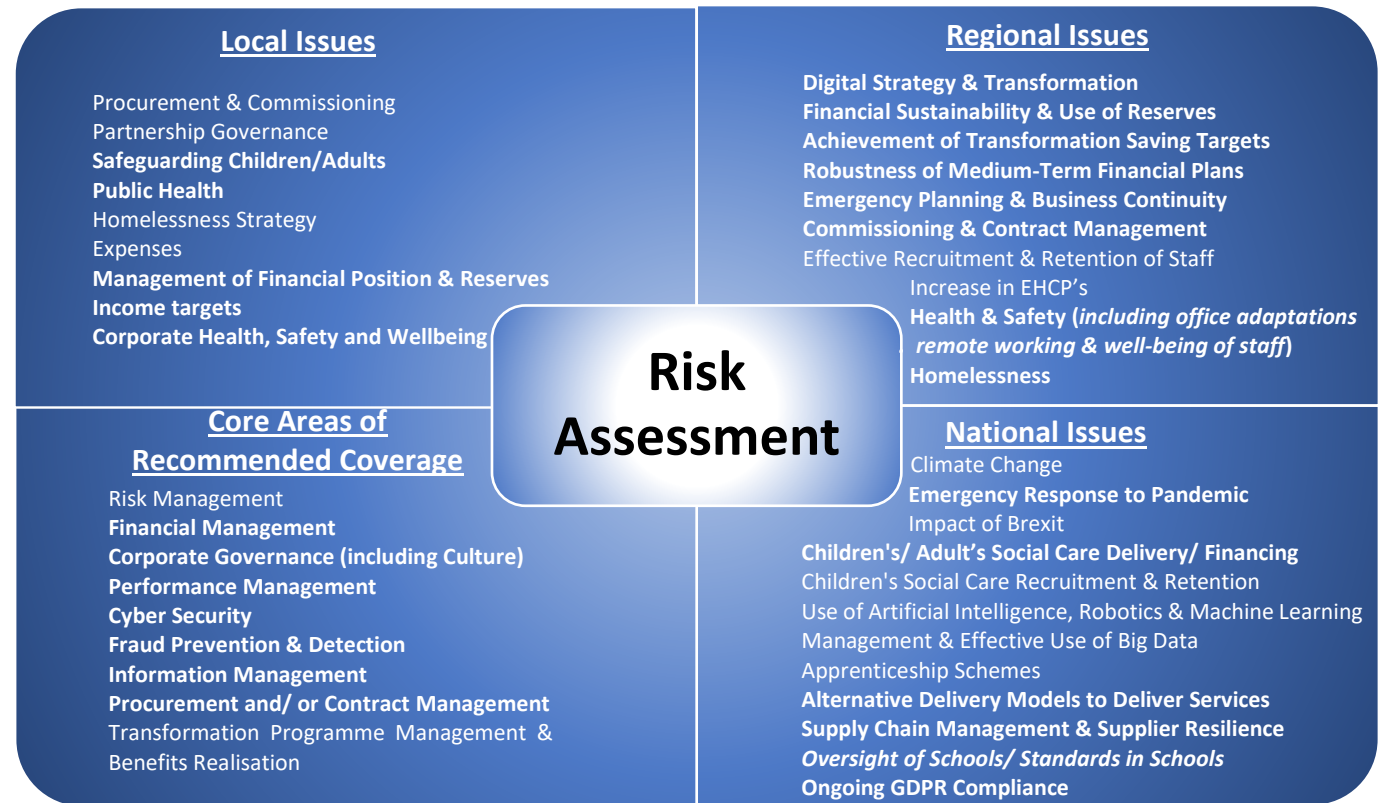 Local Issues
Procurement & Commissioning
Partnership Governance
Safeguarding Children/Adults
Public Health
Homelessness Strategy
Expenses
Management of Financial Position & Reserves
Income targets
Corporate Health, Safety and Wellbeing
Regional Issues
Digital Strategy & Transformation
Financial Sustainability & Use of Reserves
Achievement of Transformation Saving Targets
Robustness of Medium-Term Financial Plans
Emergency Planning & Business Continuity
Commissioning & Contract Management
Effective Recruitment & Retention of Staff
Increase in EHCP’s
Health & Safety (including office adaptations
remote working & well-being of staff)
Homelessness
Risk
Assessment
Core Areas of
Recommended Coverage
Risk Management
Financial Management
Corporate Governance (including Culture)
Performance Management
Cyber Security
Fraud Prevention & Detection
Information Management
Procurement and/ or Contract Management
Transformation Programme Management &
Benefits Realisation
National Issues
Climate Change
Emergency Response to Pandemic
Impact of Brexit
Children's/ Adult’s Social Care Delivery/ Financing
Children's Social Care Recruitment & Retention
Use of Artificial Intelligence, Robotics & Machine Learning
Management & Effective Use of Big Data
Apprenticeship Schemes
Alternative Delivery Models to Deliver Services
Supply Chain Management & Supplier Resilience
Oversight of Schools/ Standards in Schools
Ongoing GDPR Compliance